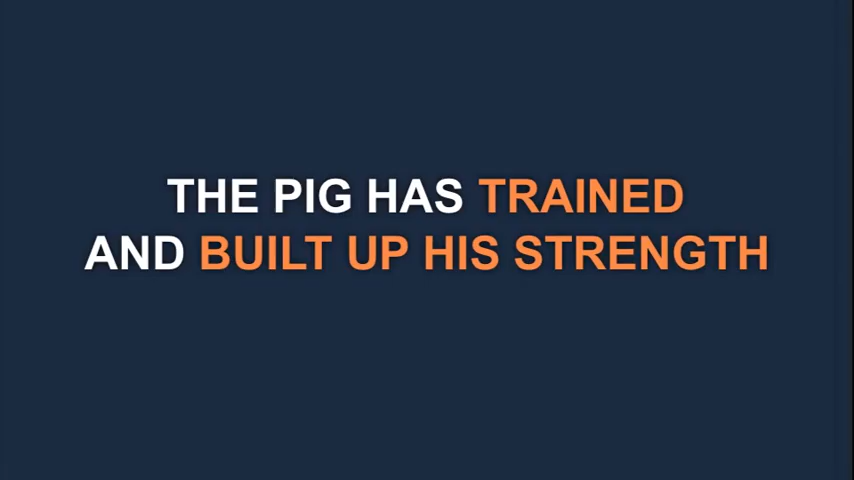 THE PIG HAS TRAINED
AND BUILT UP HIS STRENGTH